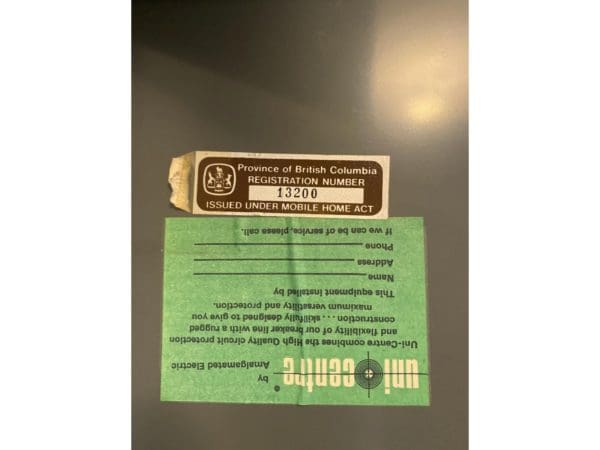 Province of British Columbia
REGISTRATION NUMBER
13200
ISSUED UNDER MOBILE HOME ACT
uni-centre ®
by
Amalgamated Electric
Uni-Centre combines the High Quality circuit protection
and flexibility of our breaker line with a rugged
construction . . . skillfully designed to give you
maximum versatility and protection.
This equipment installed by
Name
Address
Phone
If we can be of service, please call.